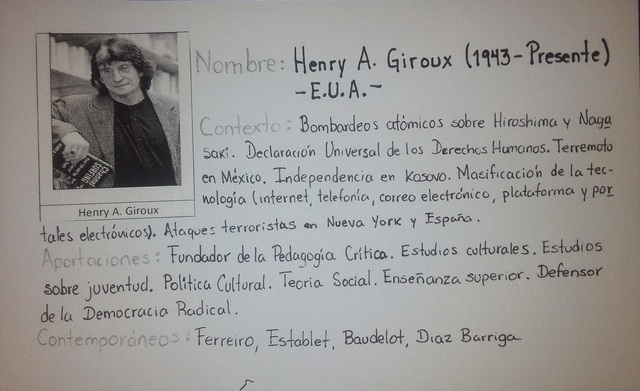 Nombre: Henry A. Giroux (1943-Presente)
- E.U.A. -
Contexto: Bombardeos atómicos sobre Hiroshima y Naga
saki. Declaración Universal de los Derechos Humanos. Terremoto
en México. Independencia en Kosovo. Masificación de la tec-
nología (internet, telefonía, correo electrónico, plataforma y por
Henry A. Giroux
tales electrónicos). Ataques terroristas en Nueva York y España.
Aportaciones: Fundador de la Pedagogía Crítica. Estudios culturales. Estudios
sobre juventud. Política Cultural. Teoría Social. Enseñanza superior. Defensor
de la Democracia Radical.
Contemporáneos: Ferreiro, Establet, Baudelot, Díaz Barriga